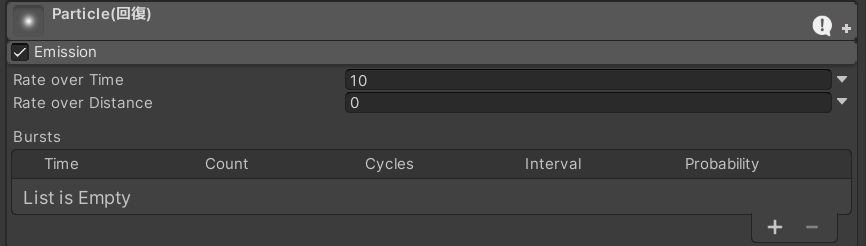 Particle(回復)
Emission
Rate over Time 10
Rate over Distance 0
Bursts
Time Count Cycles Interval Probability
List is Empty